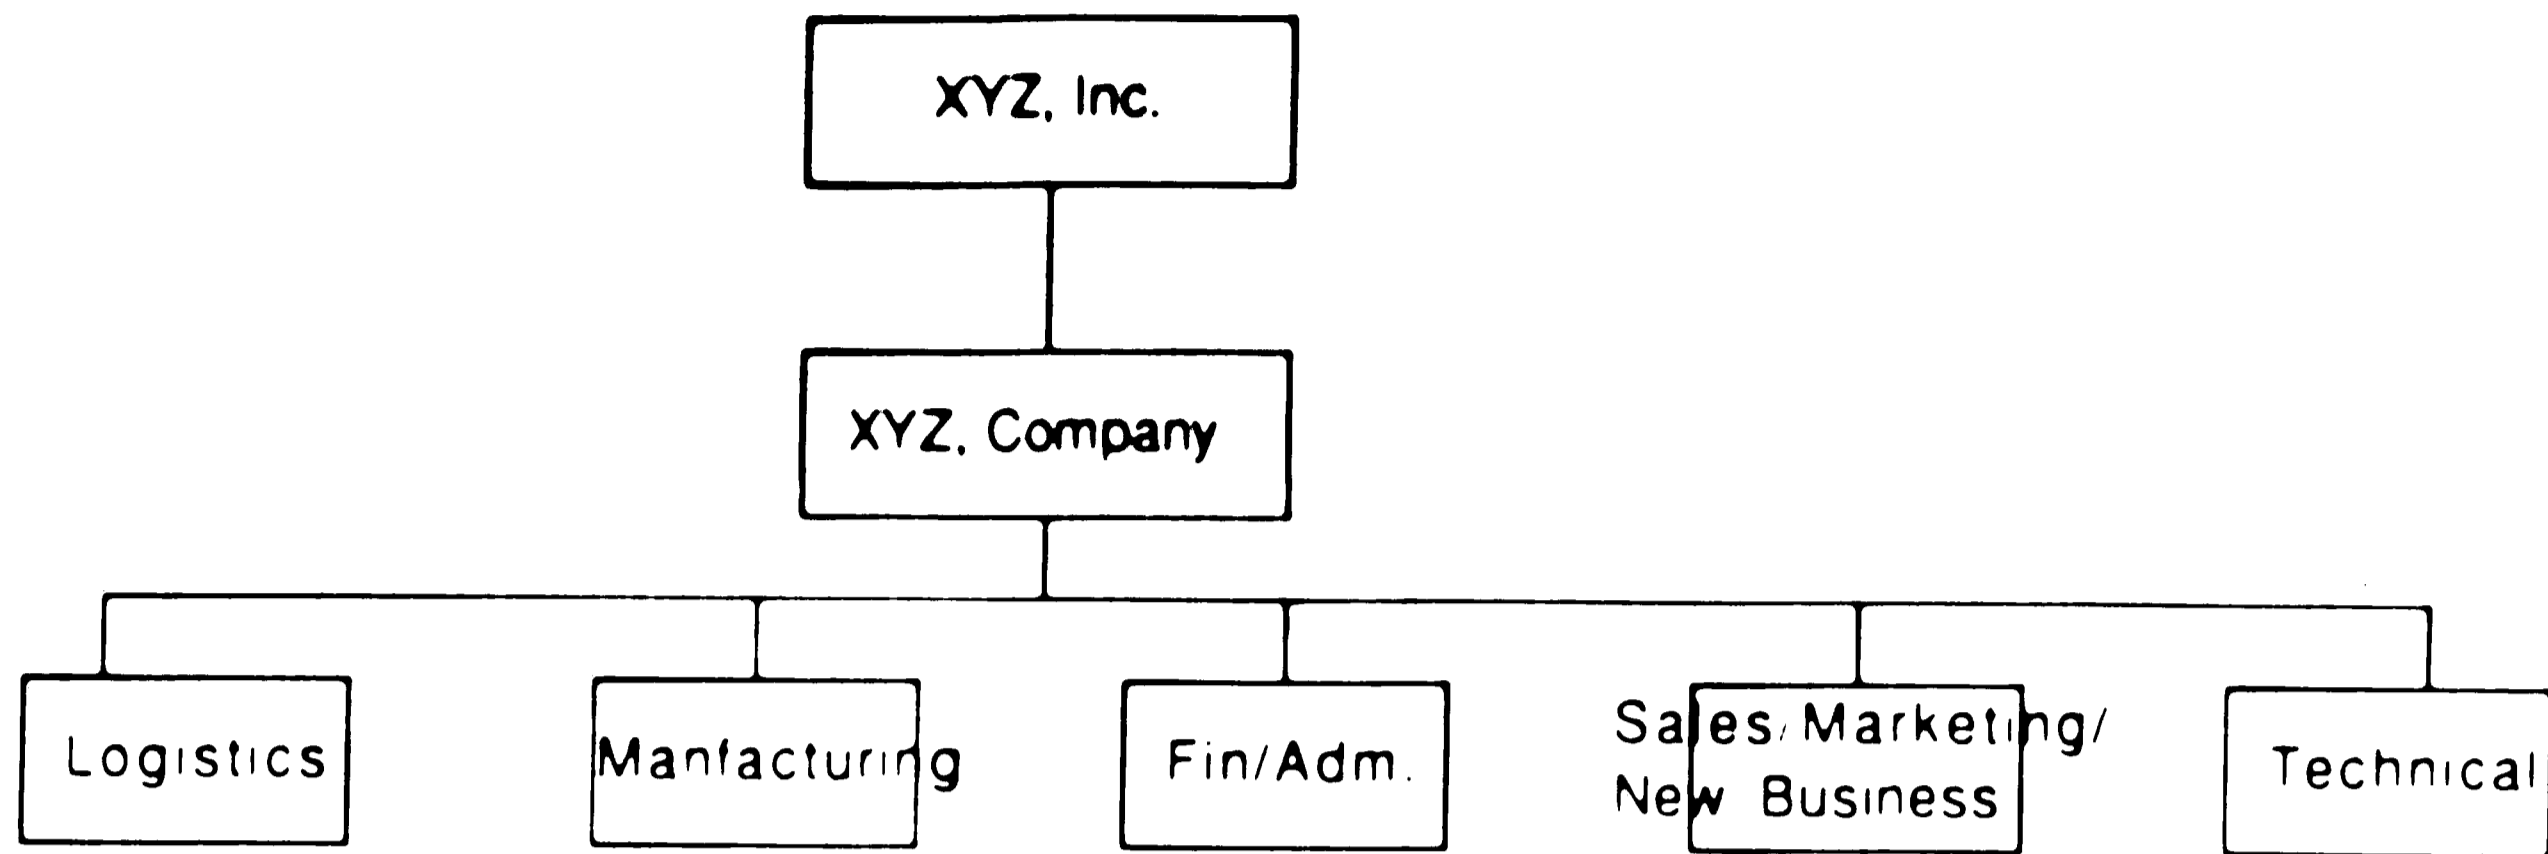 XYZ, Inc.
XYZ, Company
Logistics
Manfacturing
Fin/Adm.
Sales/Marketing/
New Business
Technical